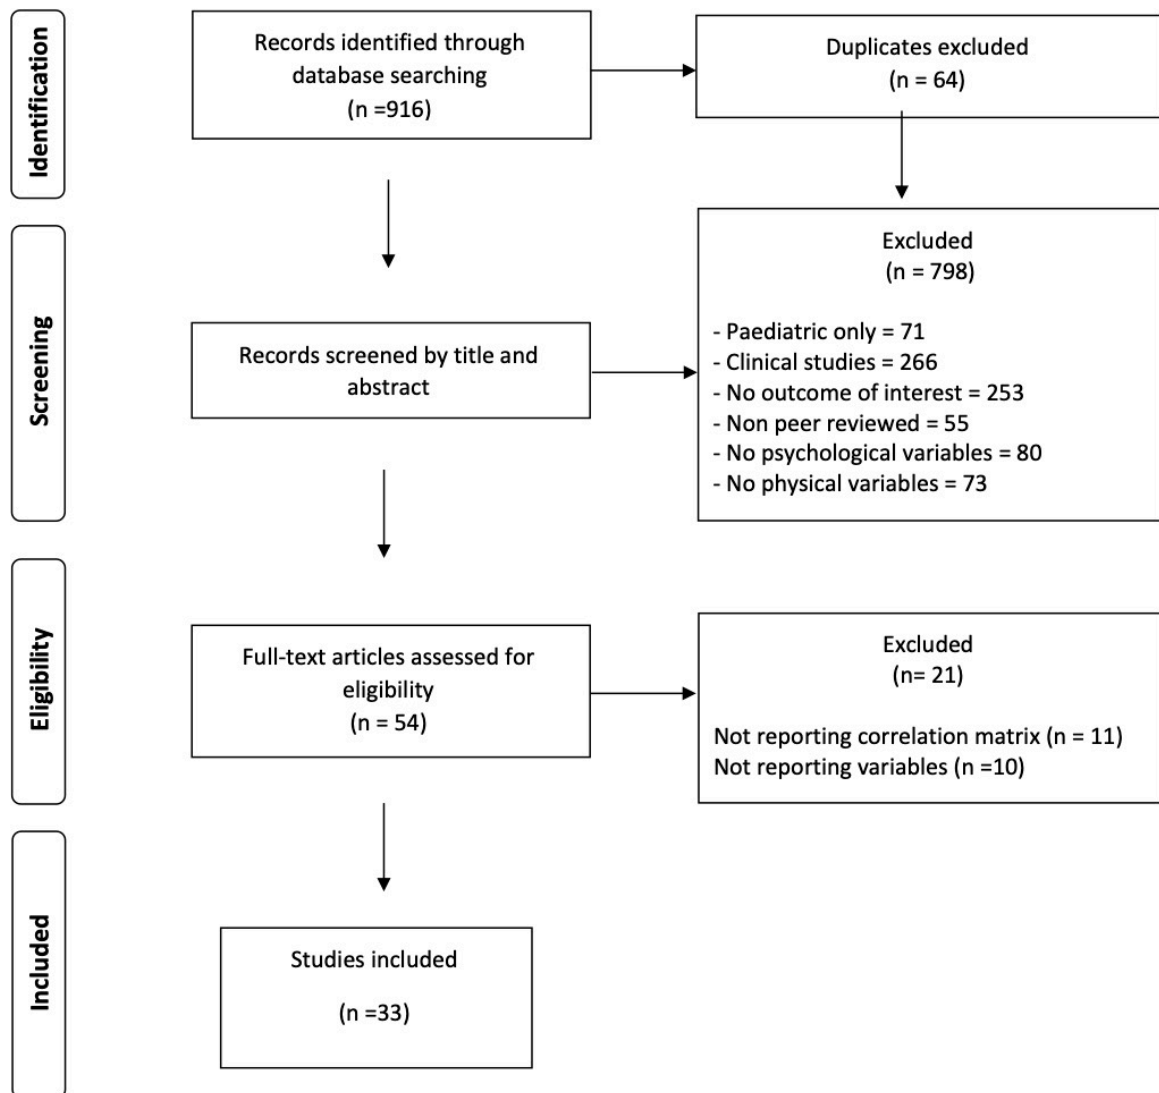 Identification
Records identified through
database searching
(n =916)
Duplicates excluded
(n = 64)
Screening
Records screened by title and
abstract
Excluded
(n = 798)
- Paediatric only = 71
- Clinical studies = 266
- No outcome of interest = 253
- Non peer reviewed = 55
- No psychological variables = 80
- No physical variables = 73
Eligibility
Full-text articles assessed for
eligibility
(n = 54)
Excluded
(n= 21)
Not reporting correlation matrix (n = 11)
Not reporting variables (n =10)
Included
Studies included
(n =33)